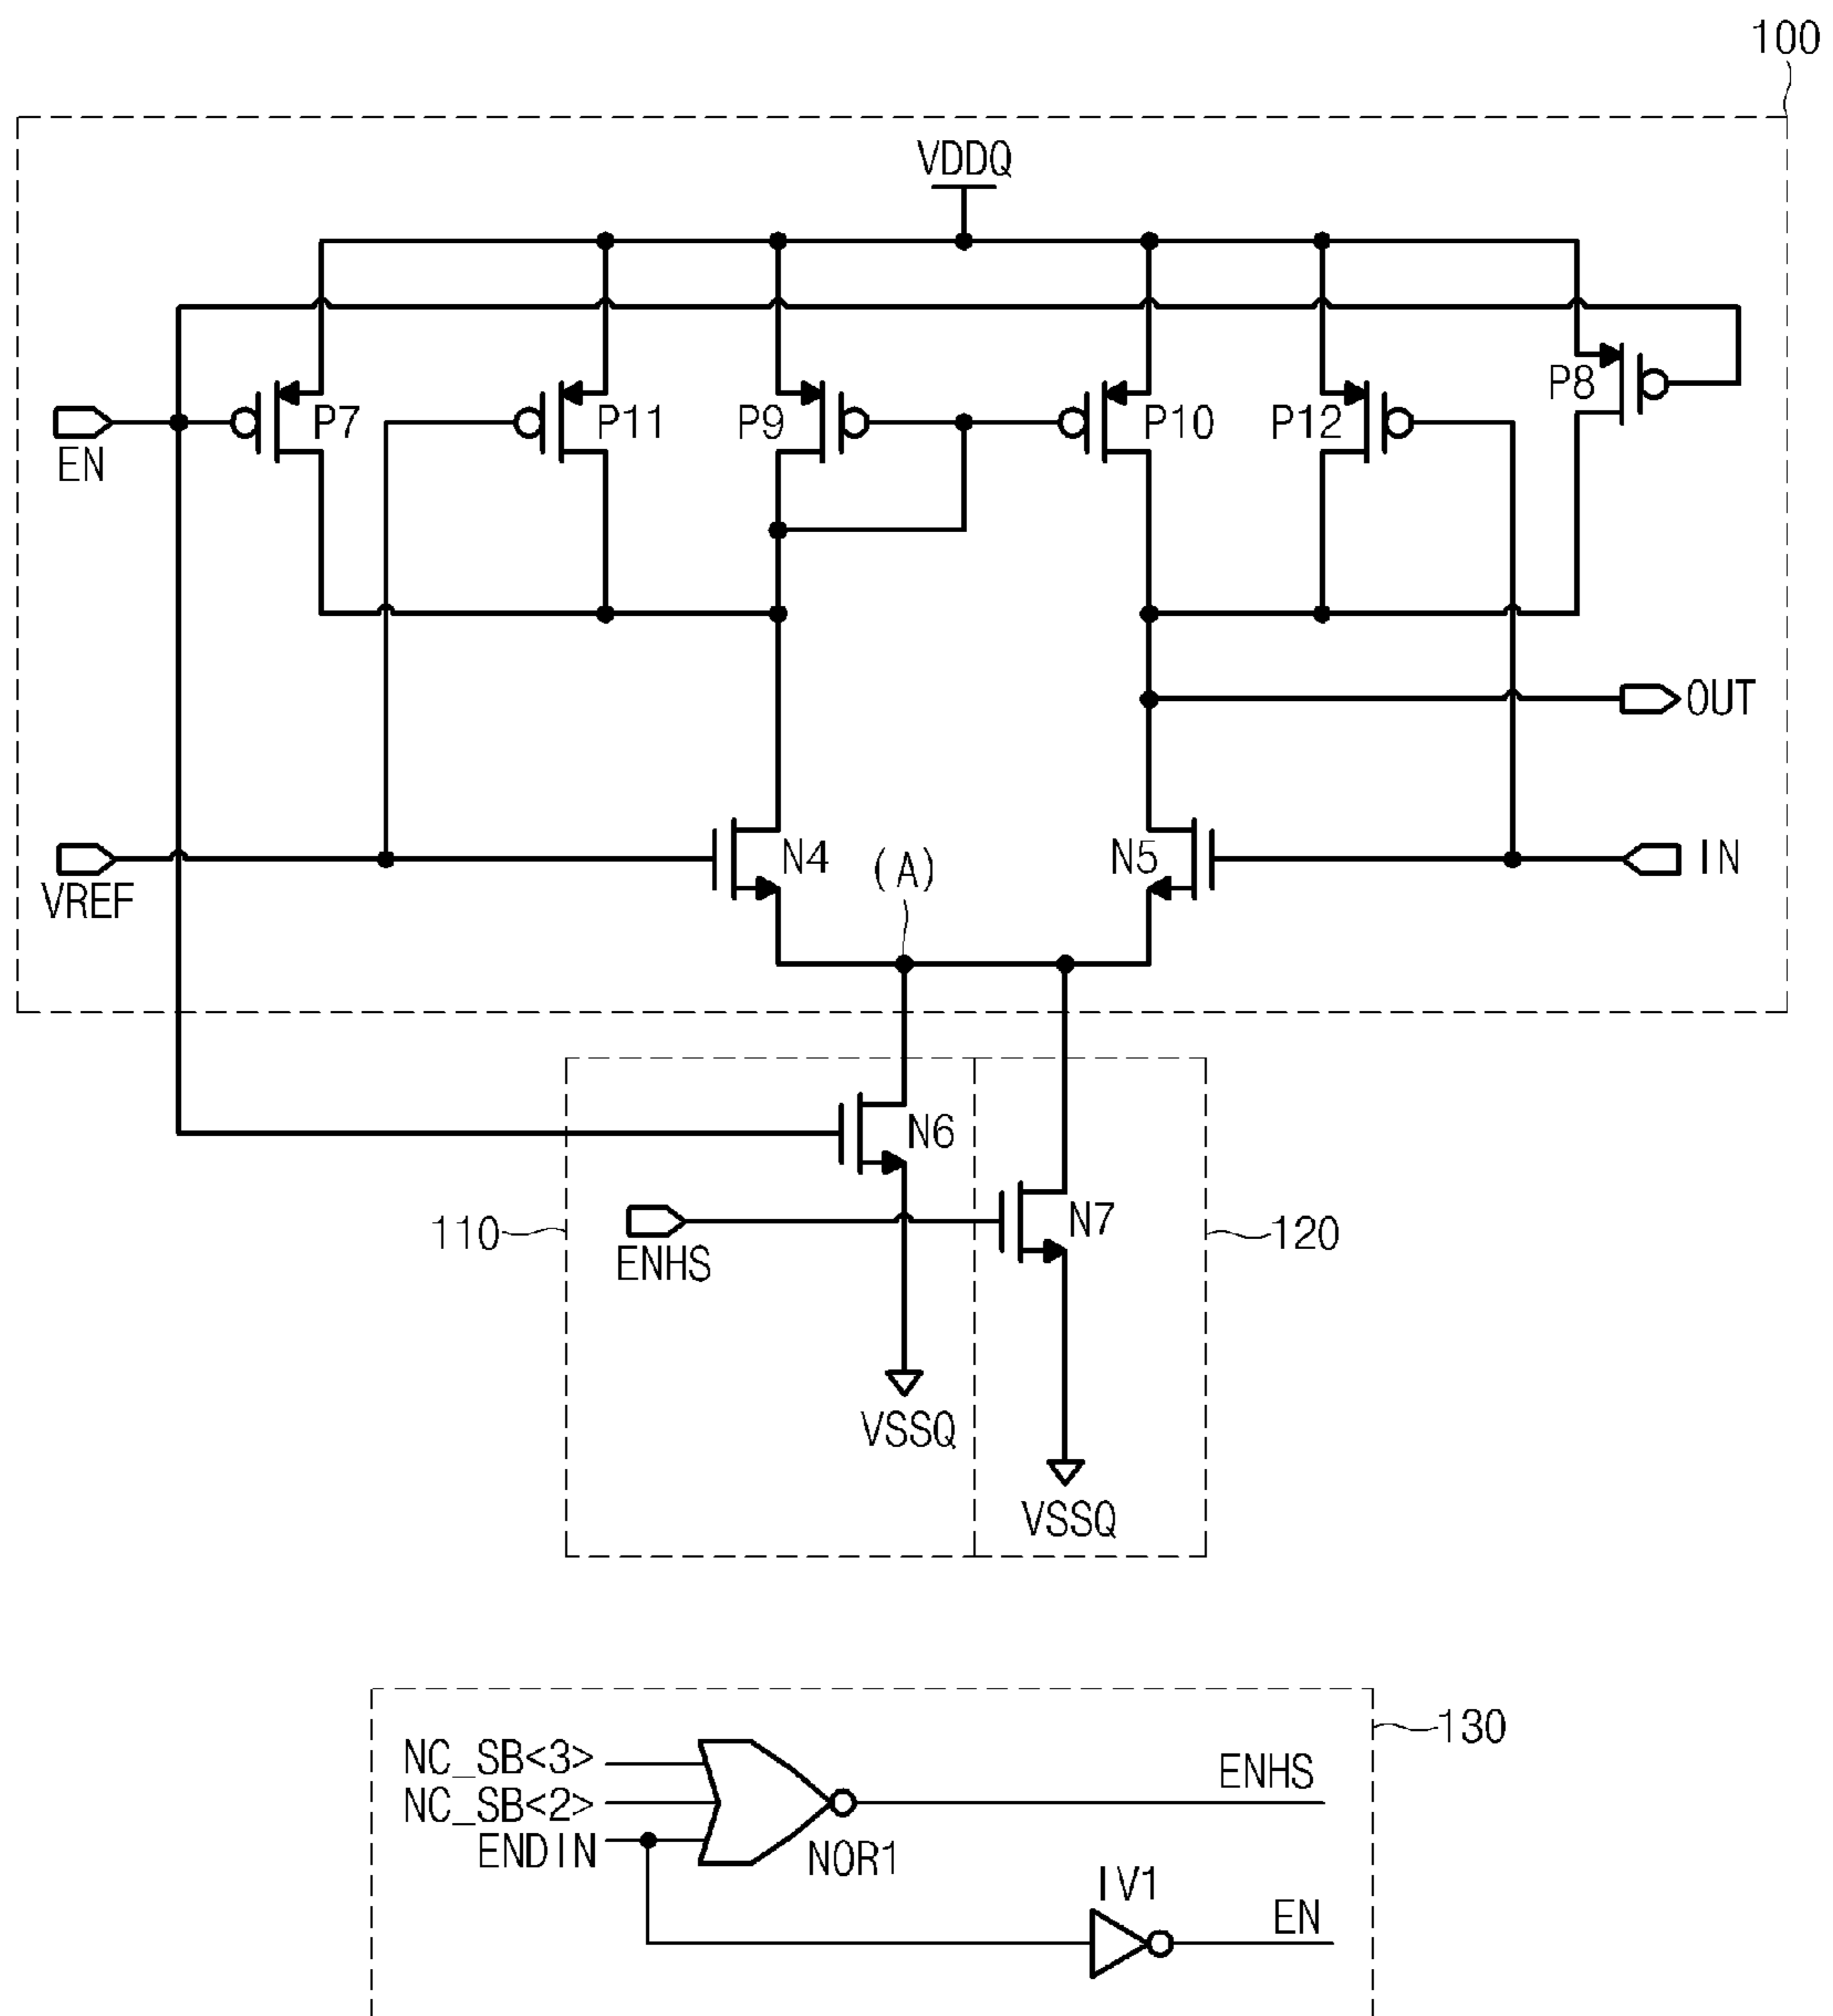 100
VDDQ
P7
P11
P9
P10
P12
P8
EN
OUT
N4
(A)
N5
IN
VREF
N6
N7
110
120
ENHS
VSSQ
VSSQ
130
NC_SB<3>
NC_SB<2>
ENDIN
NOR1
ENHS
IV1
EN